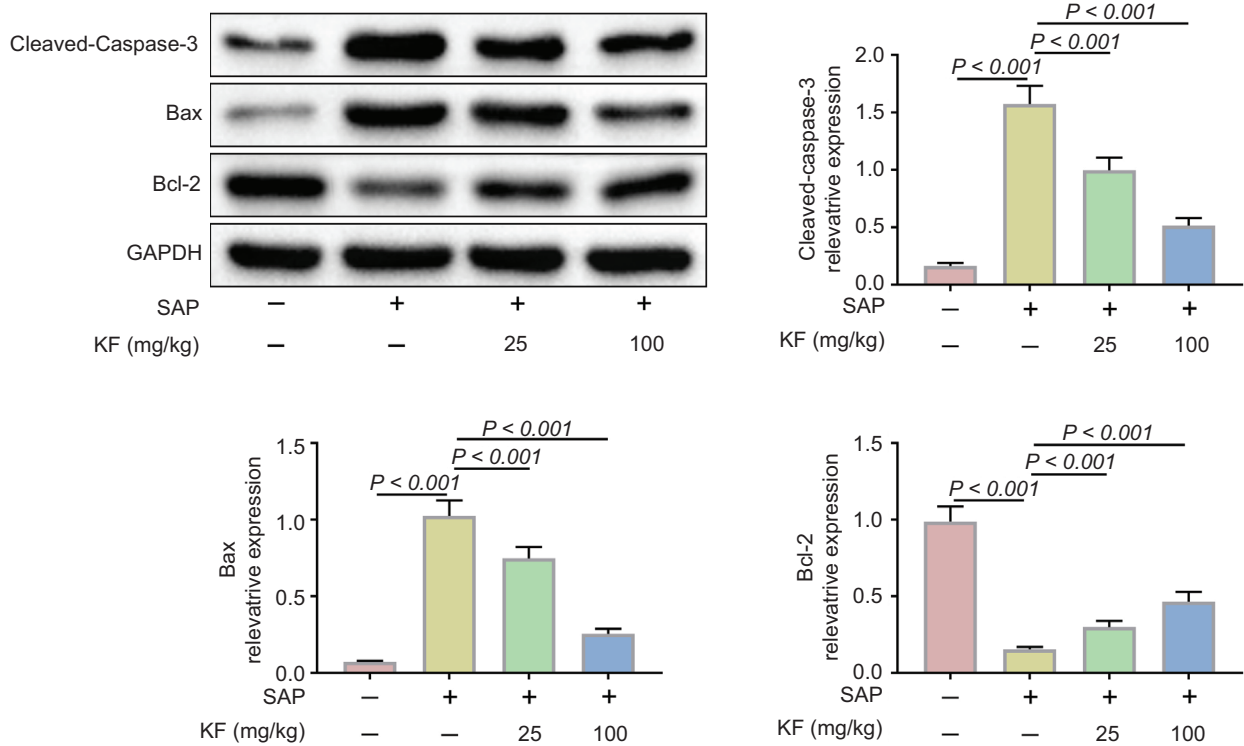 Cleaved-Caspase-3
Bax
Bcl-2
GAPDH
SAP – + + +
KF (mg/kg) – – 25 100
Cleaved-caspase-3
relevatrive expression
2.0
1.5
1.0
0.5
0.0
P < 0.001
P < 0.001
P < 0.001
SAP – + + +
KF (mg/kg) – – 25 100
Bax
relevatrive expression
1.5
1.0
0.5
0.0
P < 0.001
P < 0.001
P < 0.001
SAP – + + +
KF (mg/kg) – – 25 100
Bcl-2
relevatrive expression
1.5
1.0
0.5
0.0
P < 0.001
P < 0.001
P < 0.001
SAP – + + +
KF (mg/kg) – – 25 100